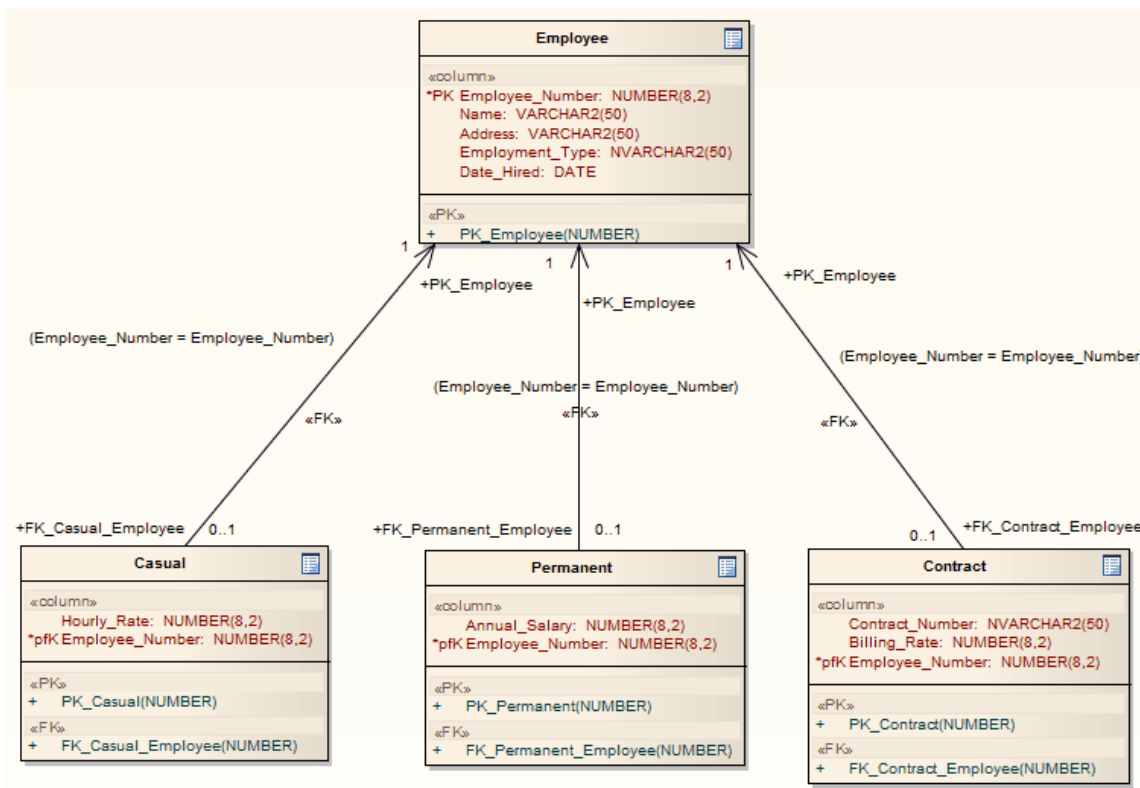 Employee
«column»
*PK Employee_Number: NUMBER(8,2)
Name: VARCHAR2(50)
Address: VARCHAR2(50)
Employment_Type: NVARCHAR2(50)
Date_Hired: DATE
«PK»
+ PK_Employee(NUMBER)
1
1
1
+PK_Employee
+PK_Employee
+PK_Employee
(Employee_Number = Employee_Number)
(Employee_Number = Employee_Number)
(Employee_Number = Employee_Number)
«FK»
«FK»
«FK»
+FK_Casual_Employee
0..1
+FK_Permanent_Employee
0..1
+FK_Contract_Employee
0..1
Casual
«column»
Hourly_Rate: NUMBER(8,2)
*pfK Employee_Number: NUMBER(8,2)
«PK»
+ PK_Casual(NUMBER)
«FK»
+ FK_Casual_Employee(NUMBER)
Permanent
«column»
Annual_Salary: NUMBER(8,2)
*pfK Employee_Number: NUMBER(8,2)
«PK»
+ PK_Permanent(NUMBER)
«FK»
+ FK_Permanent_Employee(NUMBER)
Contract
«column»
Contract_Number: NVARCHAR2(50)
Billing_Rate: NUMBER(8,2)
*pfK Employee_Number: NUMBER(8,2)
«PK»
+ PK_Contract(NUMBER)
«FK»
+ FK_Contract_Employee(NUMBER)